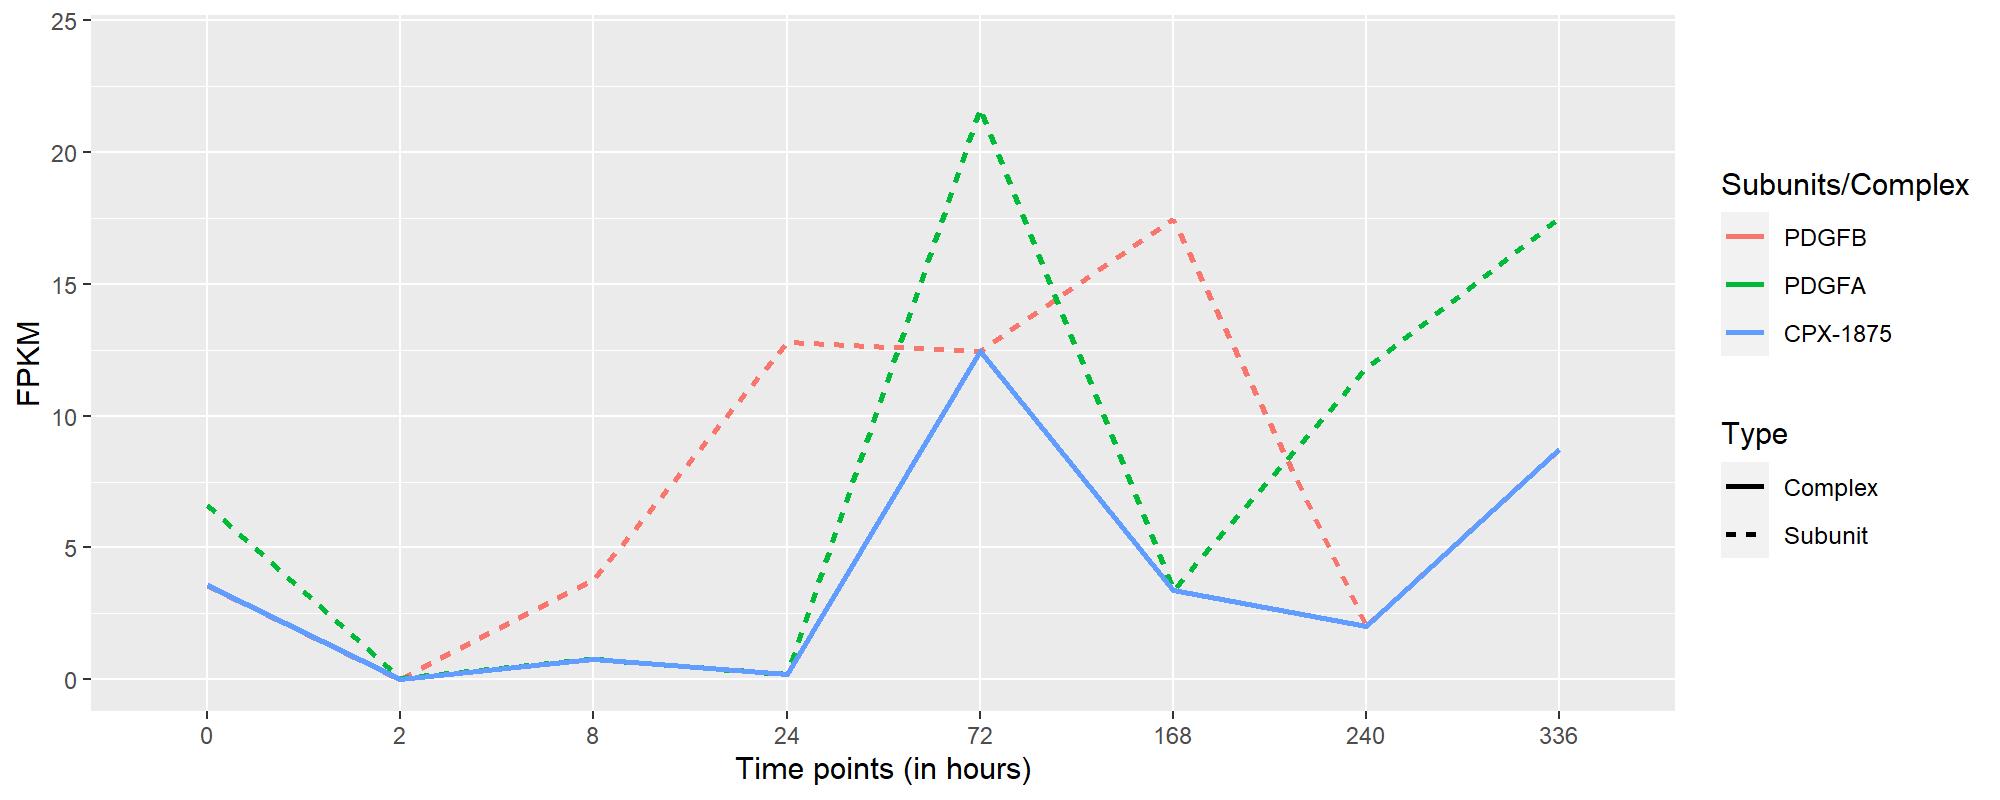 25
20
15
10
5
0
FPKM
0 2 8 24 72 168 240 336
Time points (in hours)
Subunits/Complex
PDGFB
PDGFA
CPX-1875
Type
Complex
Subunit